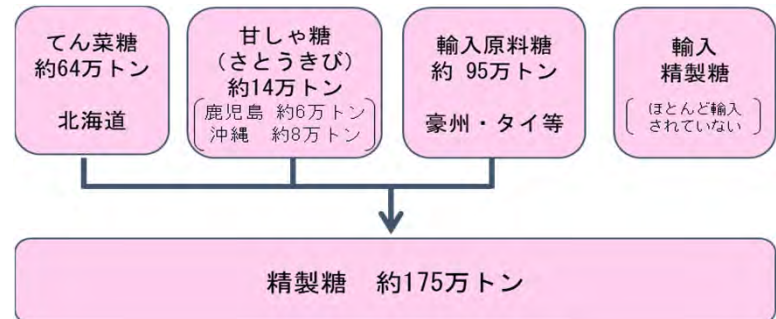 てん菜糖
約64万トン
北海道
甘しゃ糖
（さとうきび）
約14万トン
鹿児島 約6万トン
沖縄　約8万トン
輸入原料糖
約 95万トン
豪州・タイ等
輸入
精製糖
ほとんど輸入
されていない
精製糖　約175万トン